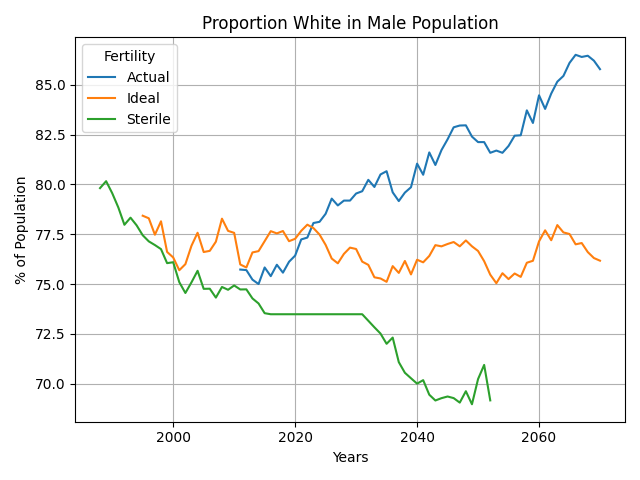 Proportion White in Male Population
Fertility
Actual
Ideal
Sterile
% of Population
85.0
82.5
80.0
77.5
75.0
72.5
70.0
2000
2020
2040
2060
Years